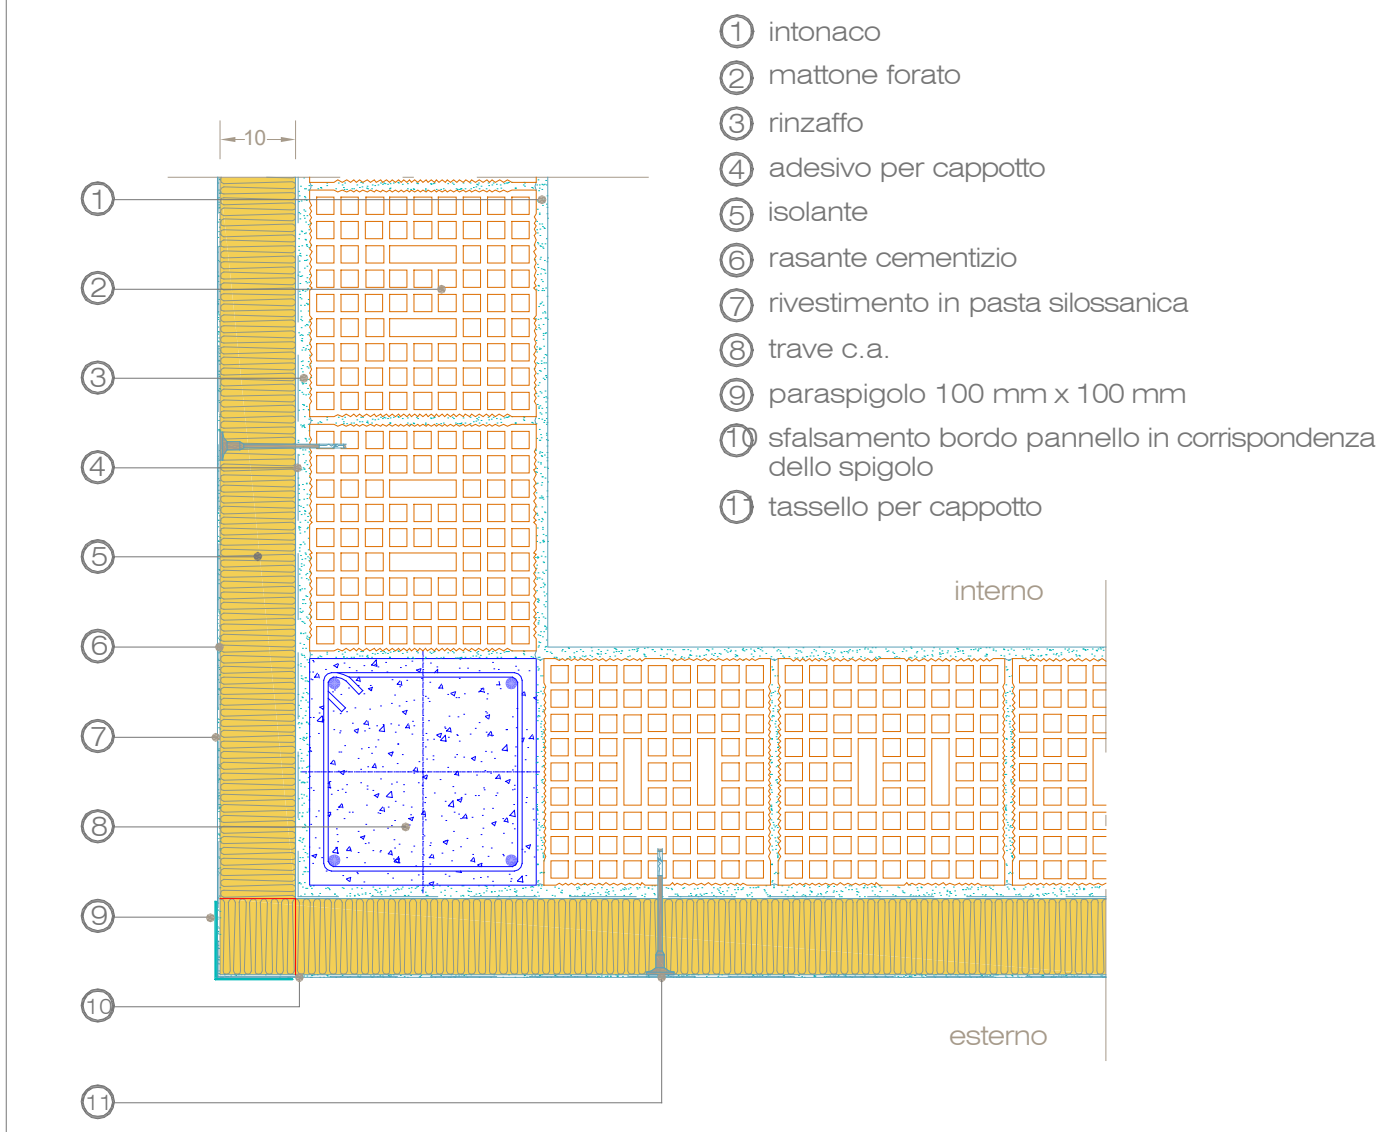 1 intonaco
2 mattone forato
3 rinzaffo
4 adesivo per cappotto
5 isolante
6 rasante cementizio
7 rivestimento in pasta silossanica
8 trave c.a.
9 paraspigolo 100 mm x 100 mm
10 sfalsamento bordo pannello in corrispondenza
dello spigolo
11 tassello per cappotto
10
1
2
3
4
5
6
7
8
9
10
11
interno
esterno